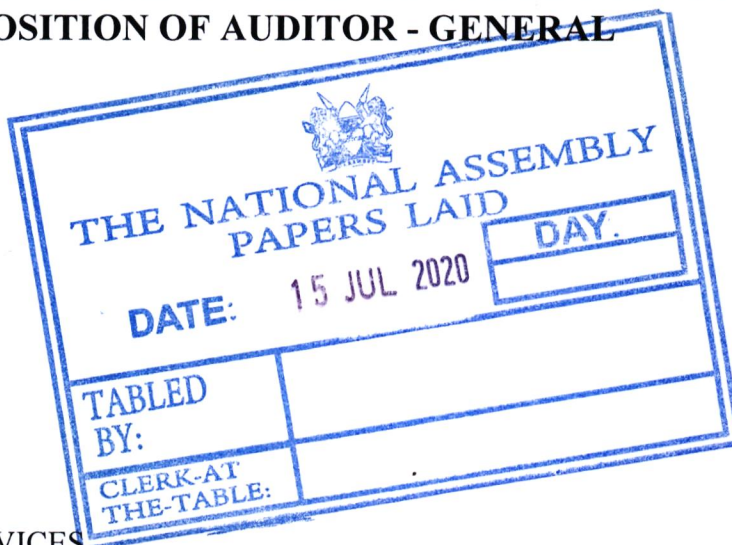 OSITION OF AUDITOR - GENERAL
THE NATIONAL ASSEMBLY
PAPERS LAID
DAY.
DATE: 15 JUL 2020
TABLED
BY:
CLERK-AT
THE-TABLE:
VICES